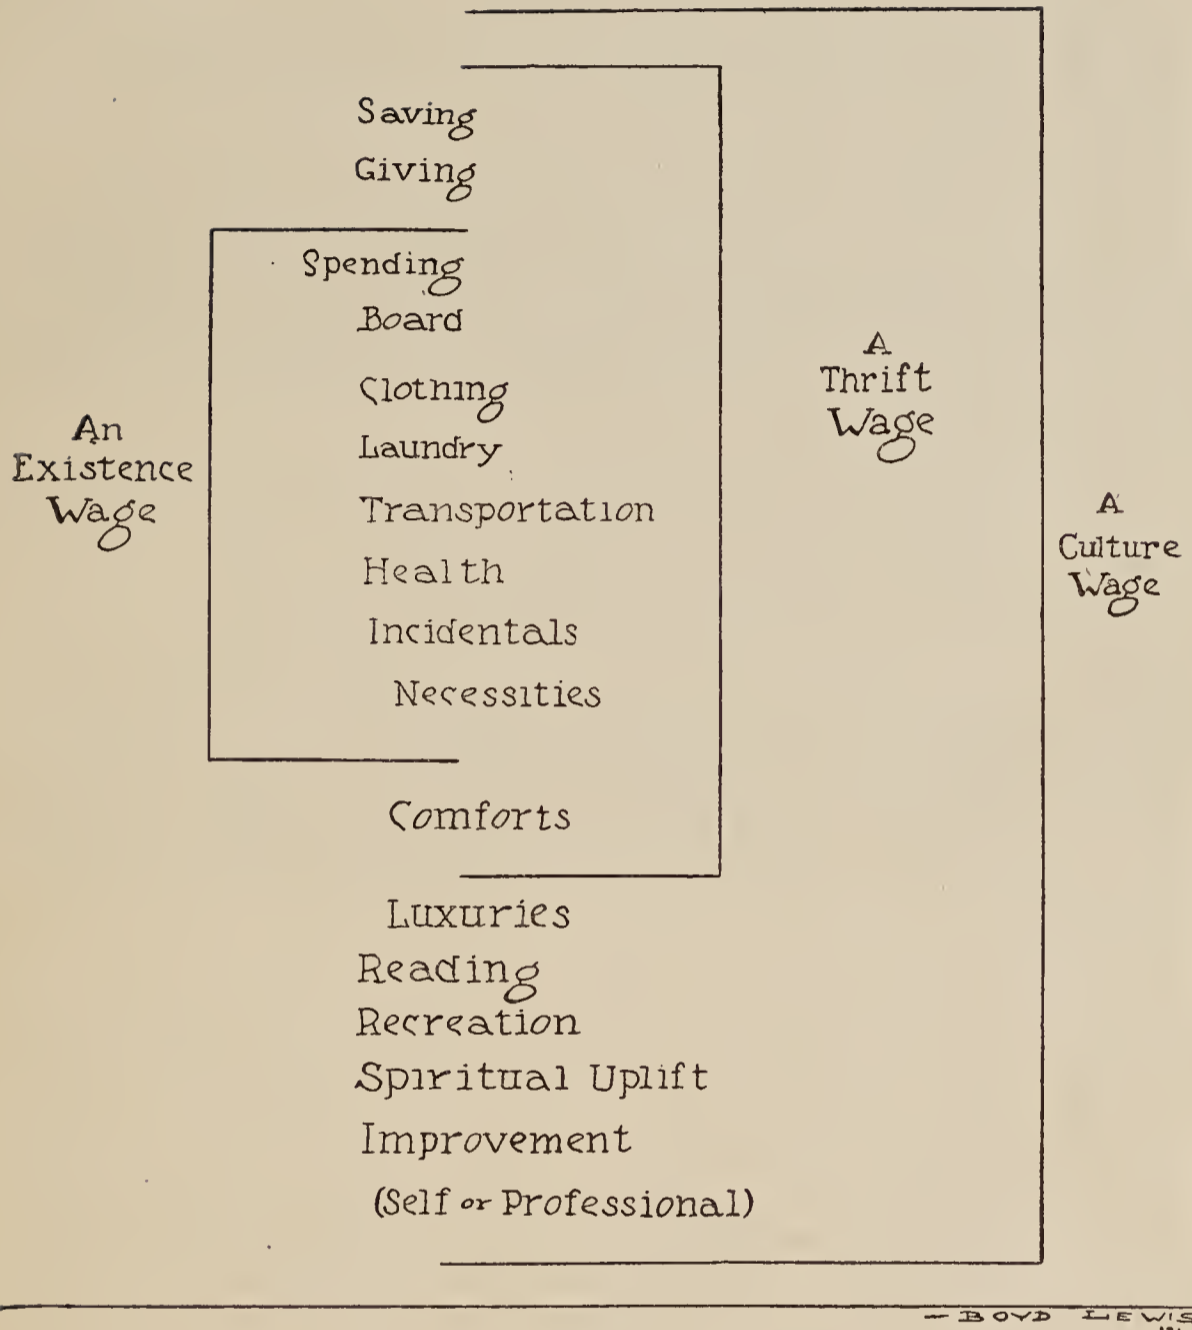 Saving
Giving
Spending
Board
Clothing
Laundry
Transportation
Health
Incidentals
Necessities
Comforts
Luxuries
Reading
Recreation
Spiritual Uplift
Improvement
(Self or Professional)
An
Existence
Wage
A
Thrift
Wage
A
Culture
Wage
— BOYD LEWIS